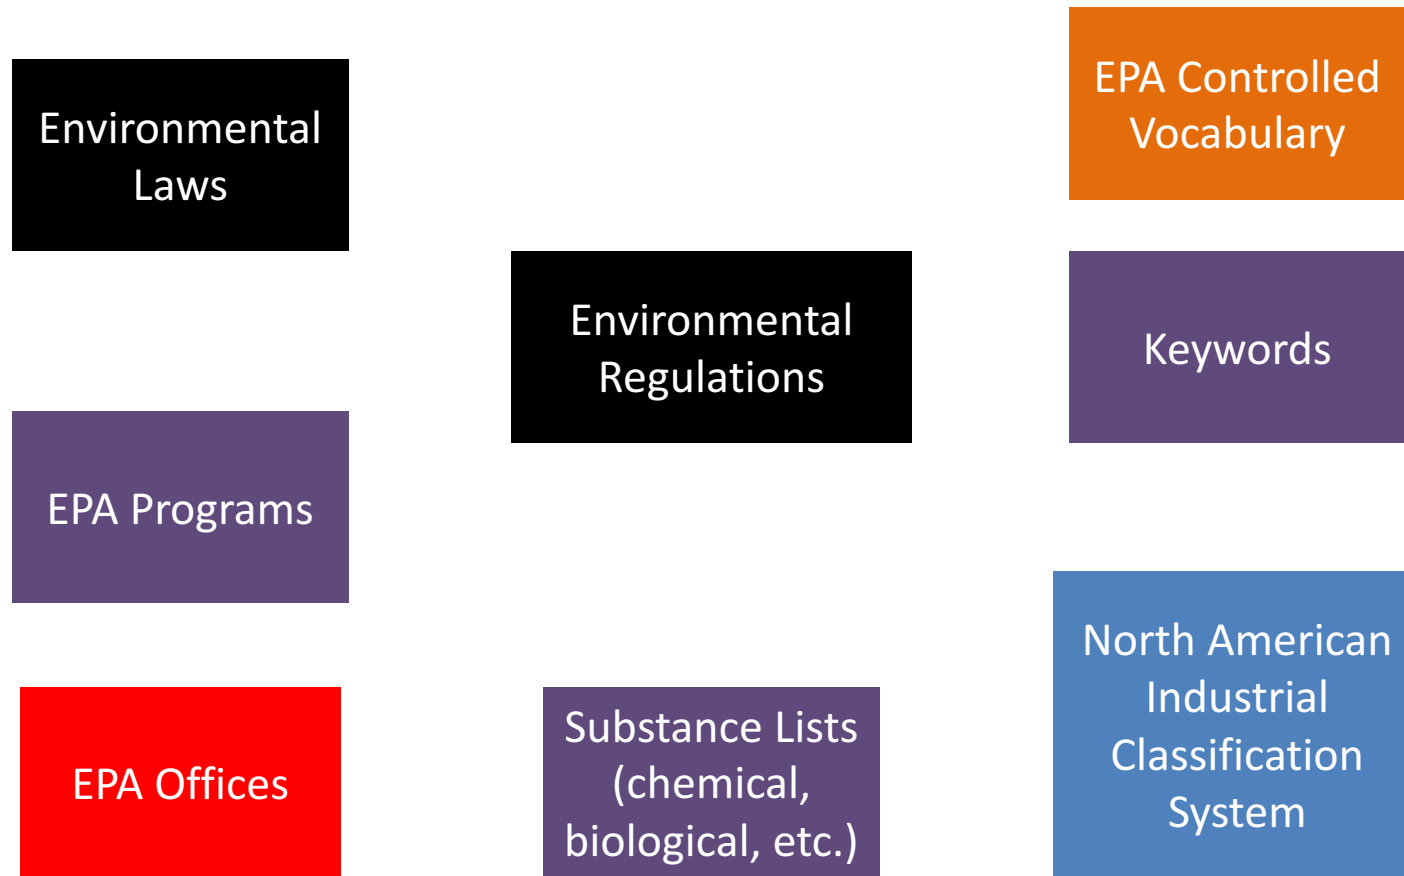 Environmental
Laws
EPA Controlled
Vocabulary
Environmental
Regulations
Keywords
EPA Programs
EPA Offices
Substance Lists
(chemical,
biological, etc.)
North American
Industrial
Classification
System